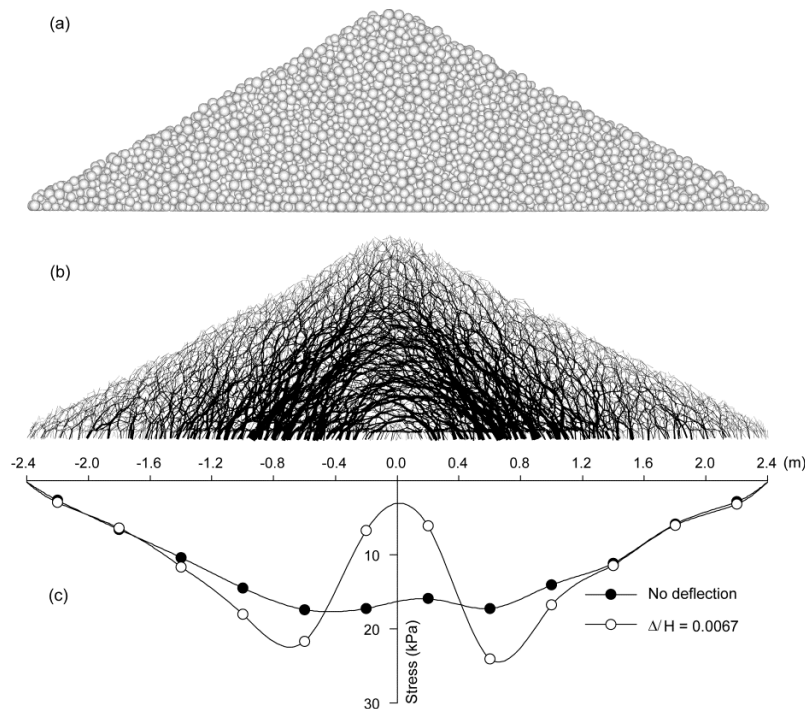 (a)
(b)
-2.4 -2.0 -1.6 -1.2 -0.8 -0.4 0.0 0.4 0.8 1.2 1.6 2.0 2.4 (m)
10
(c)
No deflection
20
Δ/H = 0.0067
Stress (kPa)
30